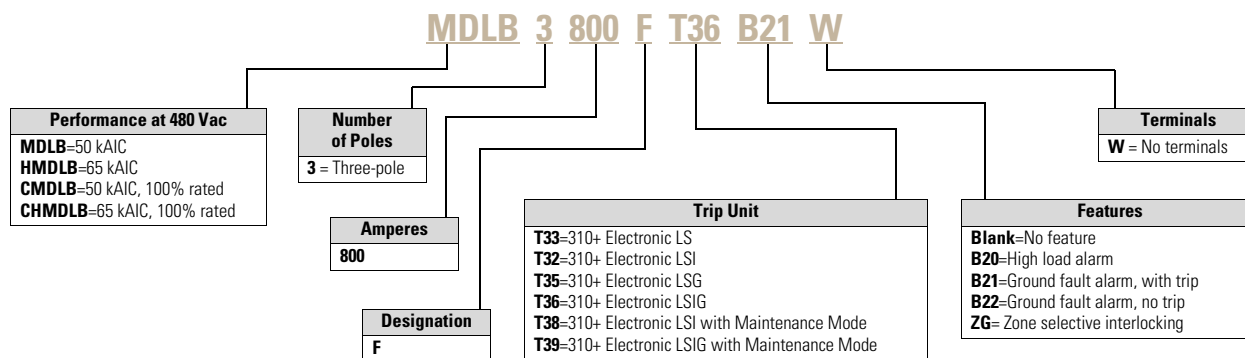 MDLB 3 800 F T36 B21 W
Performance at 480 Vac
MDLB=50 kAIC
HMDLB=65 kAIC
CMDLB=50 kAIC, 100% rated
CHMDLB=65 kAIC, 100% rated
Number
of Poles
3 = Three-pole
Amperes
800
Designation
F
Trip Unit
T33=310+ Electronic LS
T32=310+ Electronic LSI
T35=310+ Electronic LSG
T36=310+ Electronic LSIG
T38=310+ Electronic LSI with Maintenance Mode
T39=310+ Electronic LSIG with Maintenance Mode
Features
Blank=No feature
B20=High load alarm
B21=Ground fault alarm, with trip
B22=Ground fault alarm, no trip
ZG= Zone selective interlocking
Terminals
W = No terminals